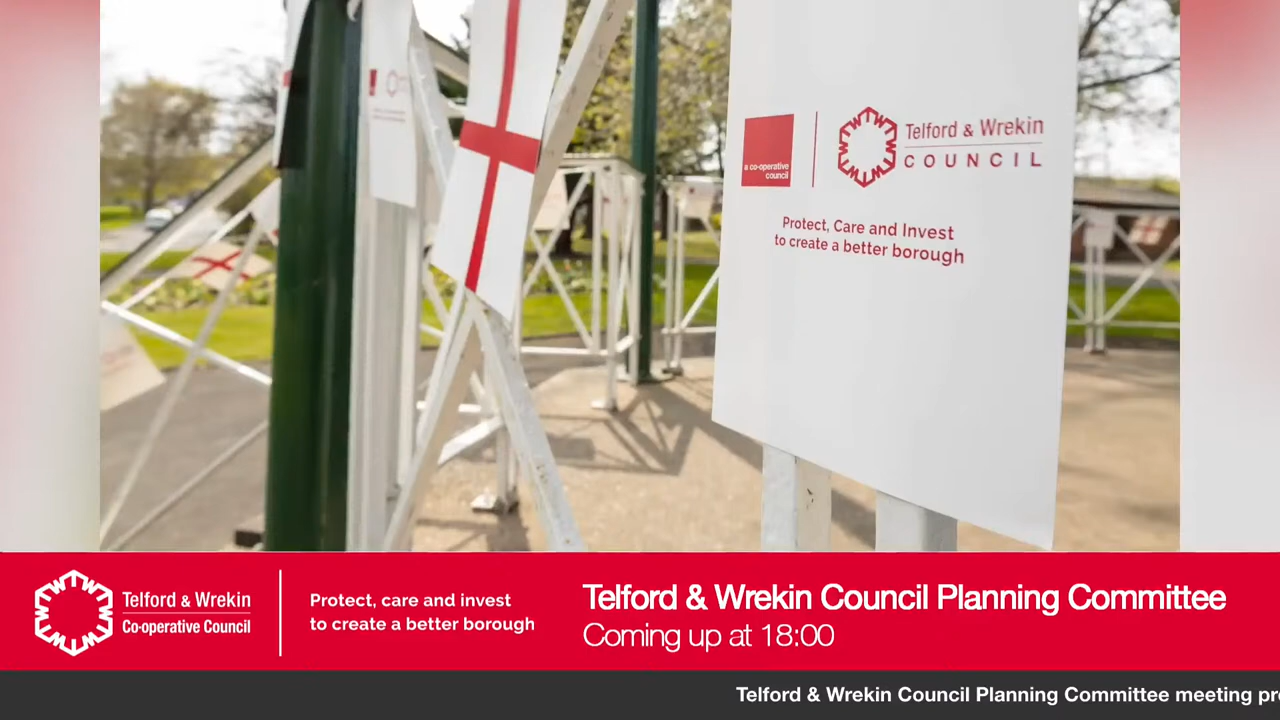 a co-operative
council
Telford & Wrekin
COUNCIL
Protect, Care and Invest
to create a better borough
Telford & Wrekin
Co-operative Council
Protect, care and invest
to create a better borough
Telford & Wrekin Council Planning Committee
Coming up at 18:00
Telford & Wrekin Council Planning Committee meeting pr